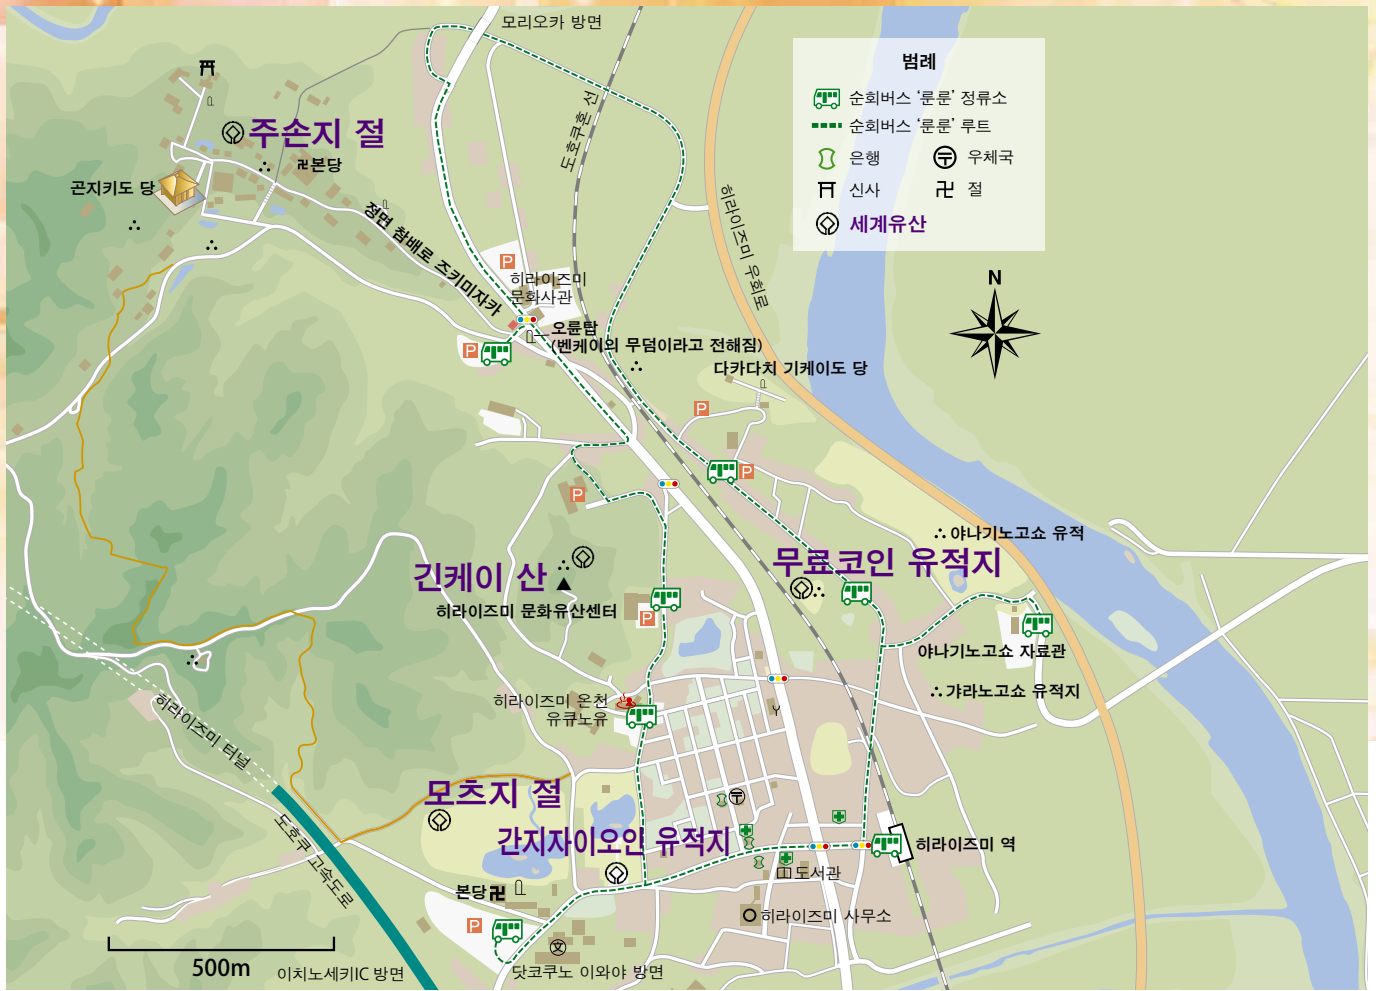 모리오카 방면
범례
순회버스 ‘룬룬’ 정류소
순회버스 ‘룬룬’ 루트
은행
우체국
신사
절
세계유산
N
도호쿠혼 선
주손지 절
본당
곤지키도 당
정면 참배로 츠키미자카
히라이즈미 우회로
P
히라이즈미
문화사관
오륜탑
(벤케이의 무덤이라고 전해짐)
P
다카다치 기케이도 당
P
P
P
야나기노고쇼 유적
무료코인 유적지
긴케이 산
히라이즈미 문화유산센터
P
야나기노고쇼 자료관
갸라노고쇼 유적지
히라이즈미 온천
유큐노유
히라이즈미 터널
모츠지 절
간지자이오인 유적지
도호쿠 고속도로
히라이즈미 역
도서관
본당
히라이즈미 사무소
P
500m
이치노세키IC 방면
닷코쿠노 이와야 방면